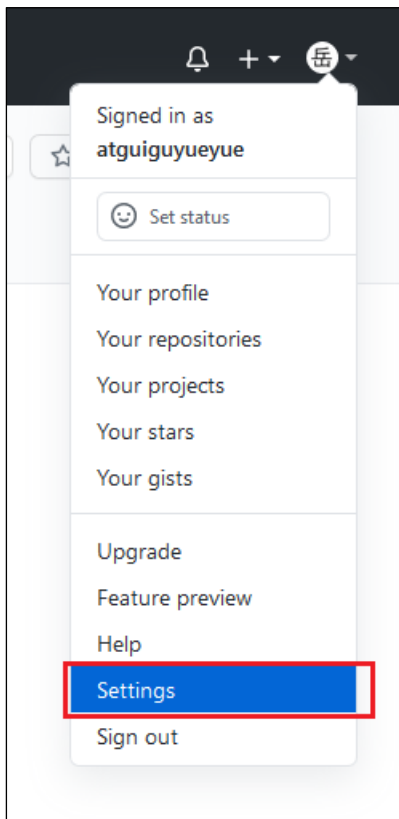 岳
Signed in as
atguiguyueyue
Set status
Your profile
Your repositories
Your projects
Your stars
Your gists
Upgrade
Feature preview
Help
Settings
Sign out